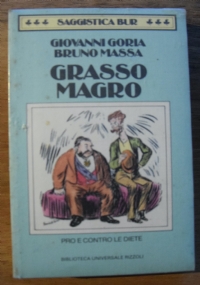 SAGGISTICA BUR
GIOVANNI GORIA
BRUNO MASSA
GRASSO
MAGRO
PRO E CONTRO LE DIETE
BIBLIOTECA UNIVERSALE RIZZOLI